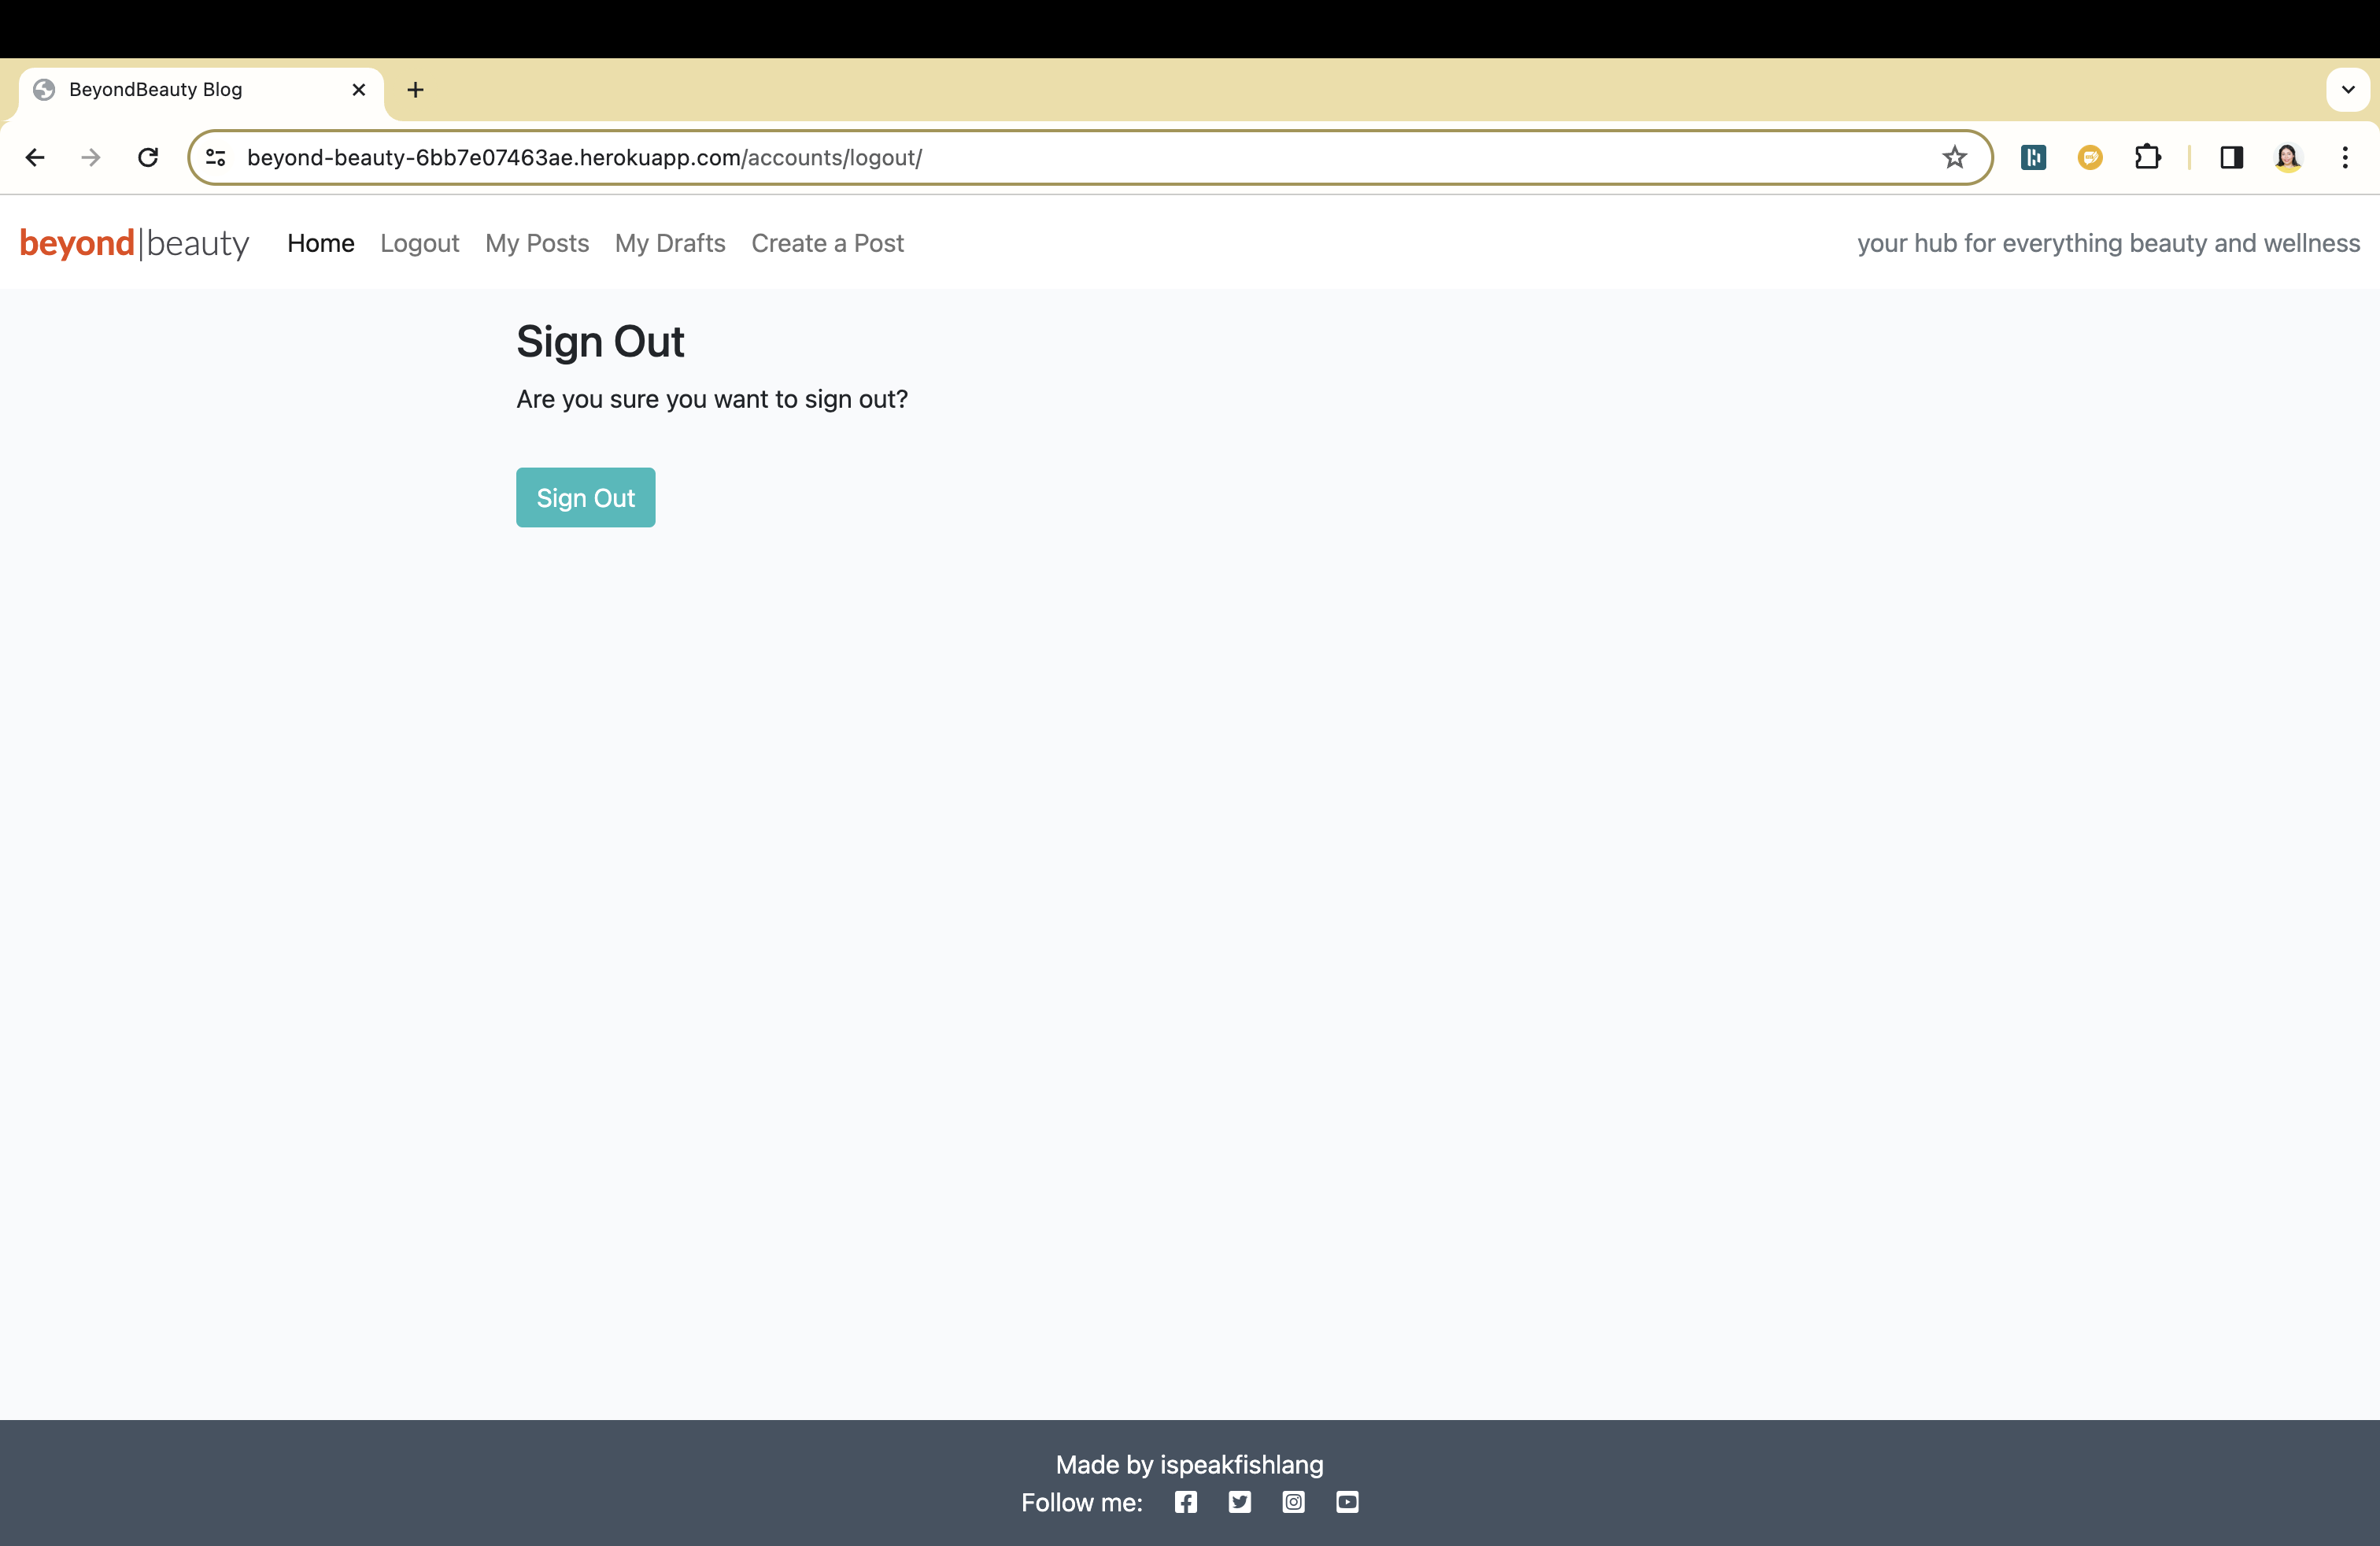 BeyondBeauty Blog
beyond-beauty-6bb7e07463ae.herokuapp.com/accounts/logout/
beyond|beauty Home Logout My Posts My Drafts Create a Post your hub for everything beauty and wellness
Sign Out
Are you sure you want to sign out?
Sign Out
Made by ispeakfishlang
Follow me: